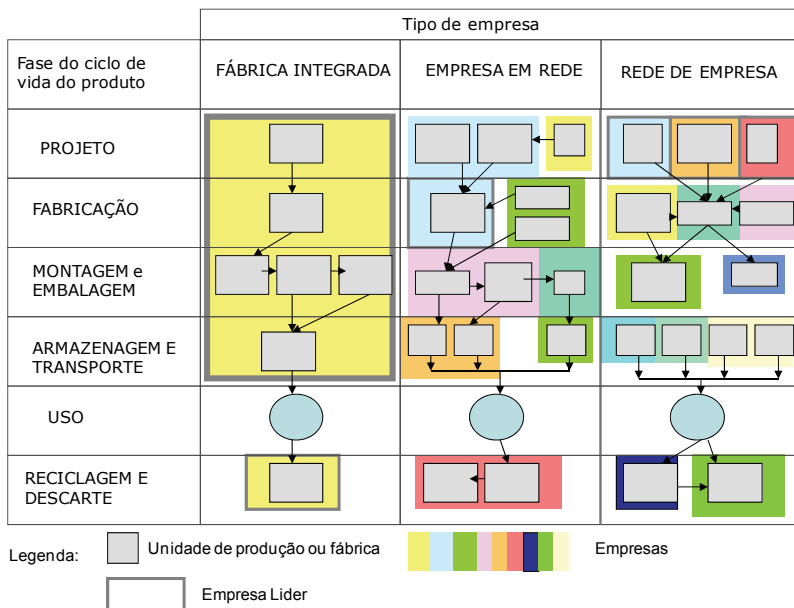 Tipo de empresa
Fase do ciclo de
vida do produto
FÁBRICA INTEGRADA
EMPRESA EM REDE
REDE DE EMPRESA
PROJETO
FABRICAÇÃO
MONTAGEM e
EMBALAGEM
ARMAZENAGEM E
TRANSPORTE
USO
RECICLAGEM E
DESCARTE
Legenda:
Unidade de produção ou fábrica
Empresas
Empresa Lider